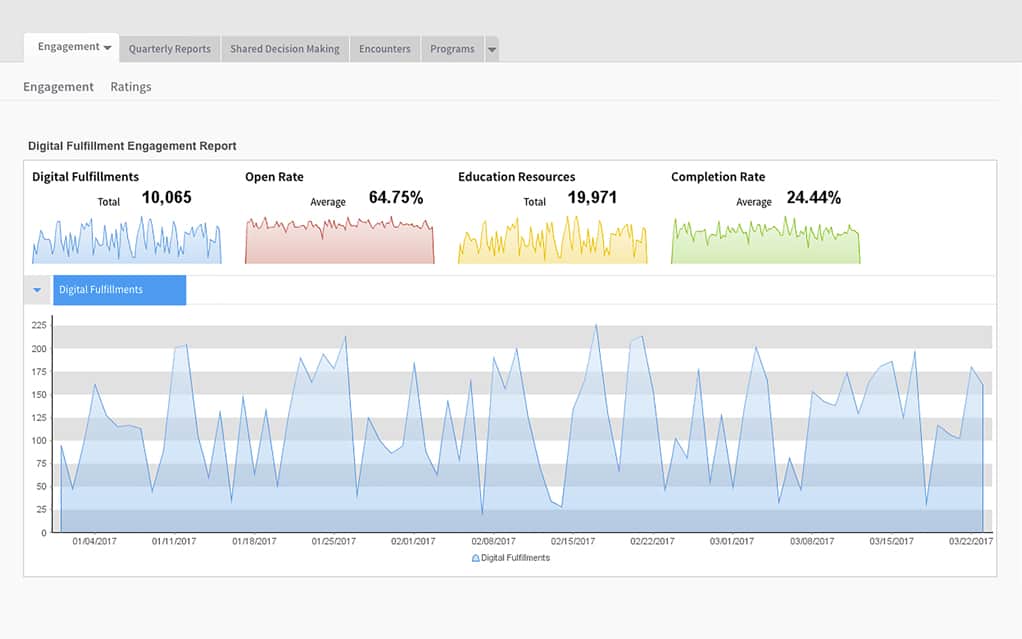 Engagement Quarterly Reports Shared Decision Making Encounters Programs
Engagement Ratings
Digital Fulfillment Engagement Report
Digital Fulfillments Open Rate Education Resources Completion Rate
Total 10,065 Average 64.75% Total 19,971 Average 24.44%
Digital Fulfillments
225
200
175
150
125
100
75
50
25
0
01/04/2017 01/11/2017 01/18/2017 01/25/2017 02/01/2017 02/08/2017 02/15/2017 02/22/2017 03/01/2017 03/08/2017 03/15/2017 03/22/2017
Digital Fulfillments